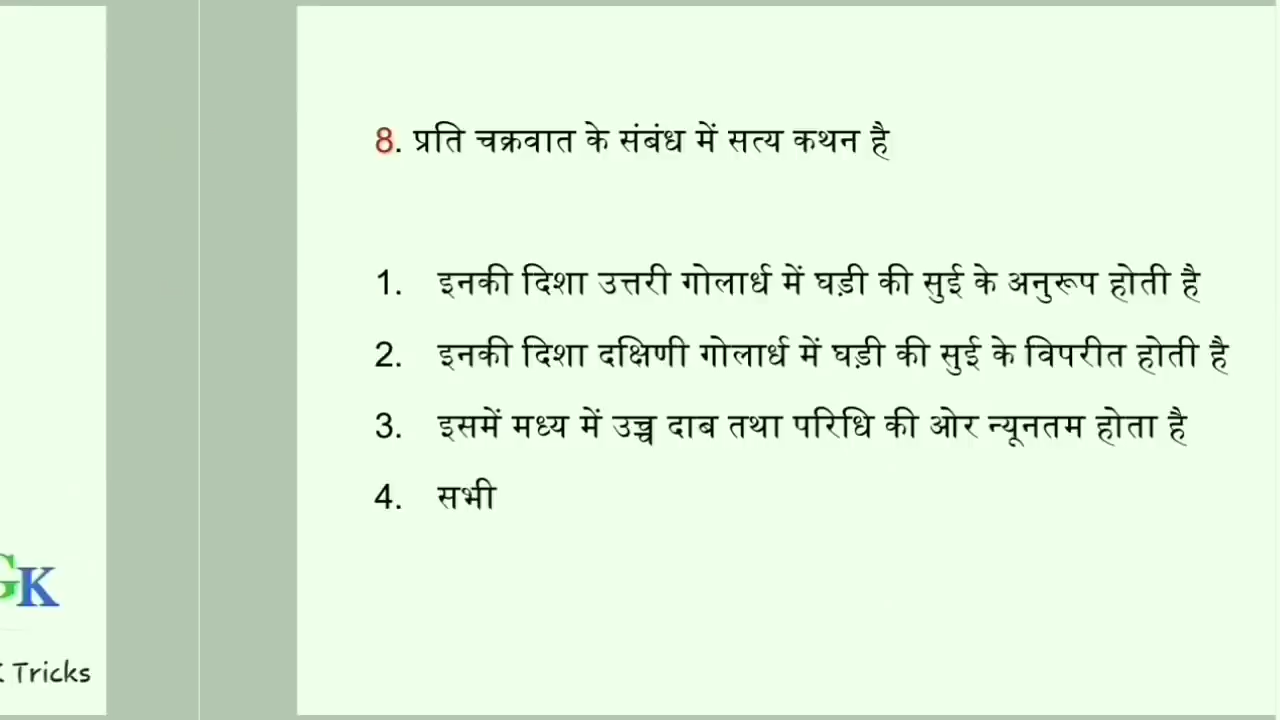 8. प्रति चक्रवात के संबंध में सत्य कथन है
1. इनकी दिशा उत्तरी गोलार्ध में घड़ी की सुई के अनुरूप होती है
2. इनकी दिशा दक्षिणी गोलार्ध में घड़ी की सुई के विपरीत होती है
3. इसमें मध्य में उच्च दाब तथा परिधि की ओर न्यूनतम होता है
4. सभी
GK
K Tricks